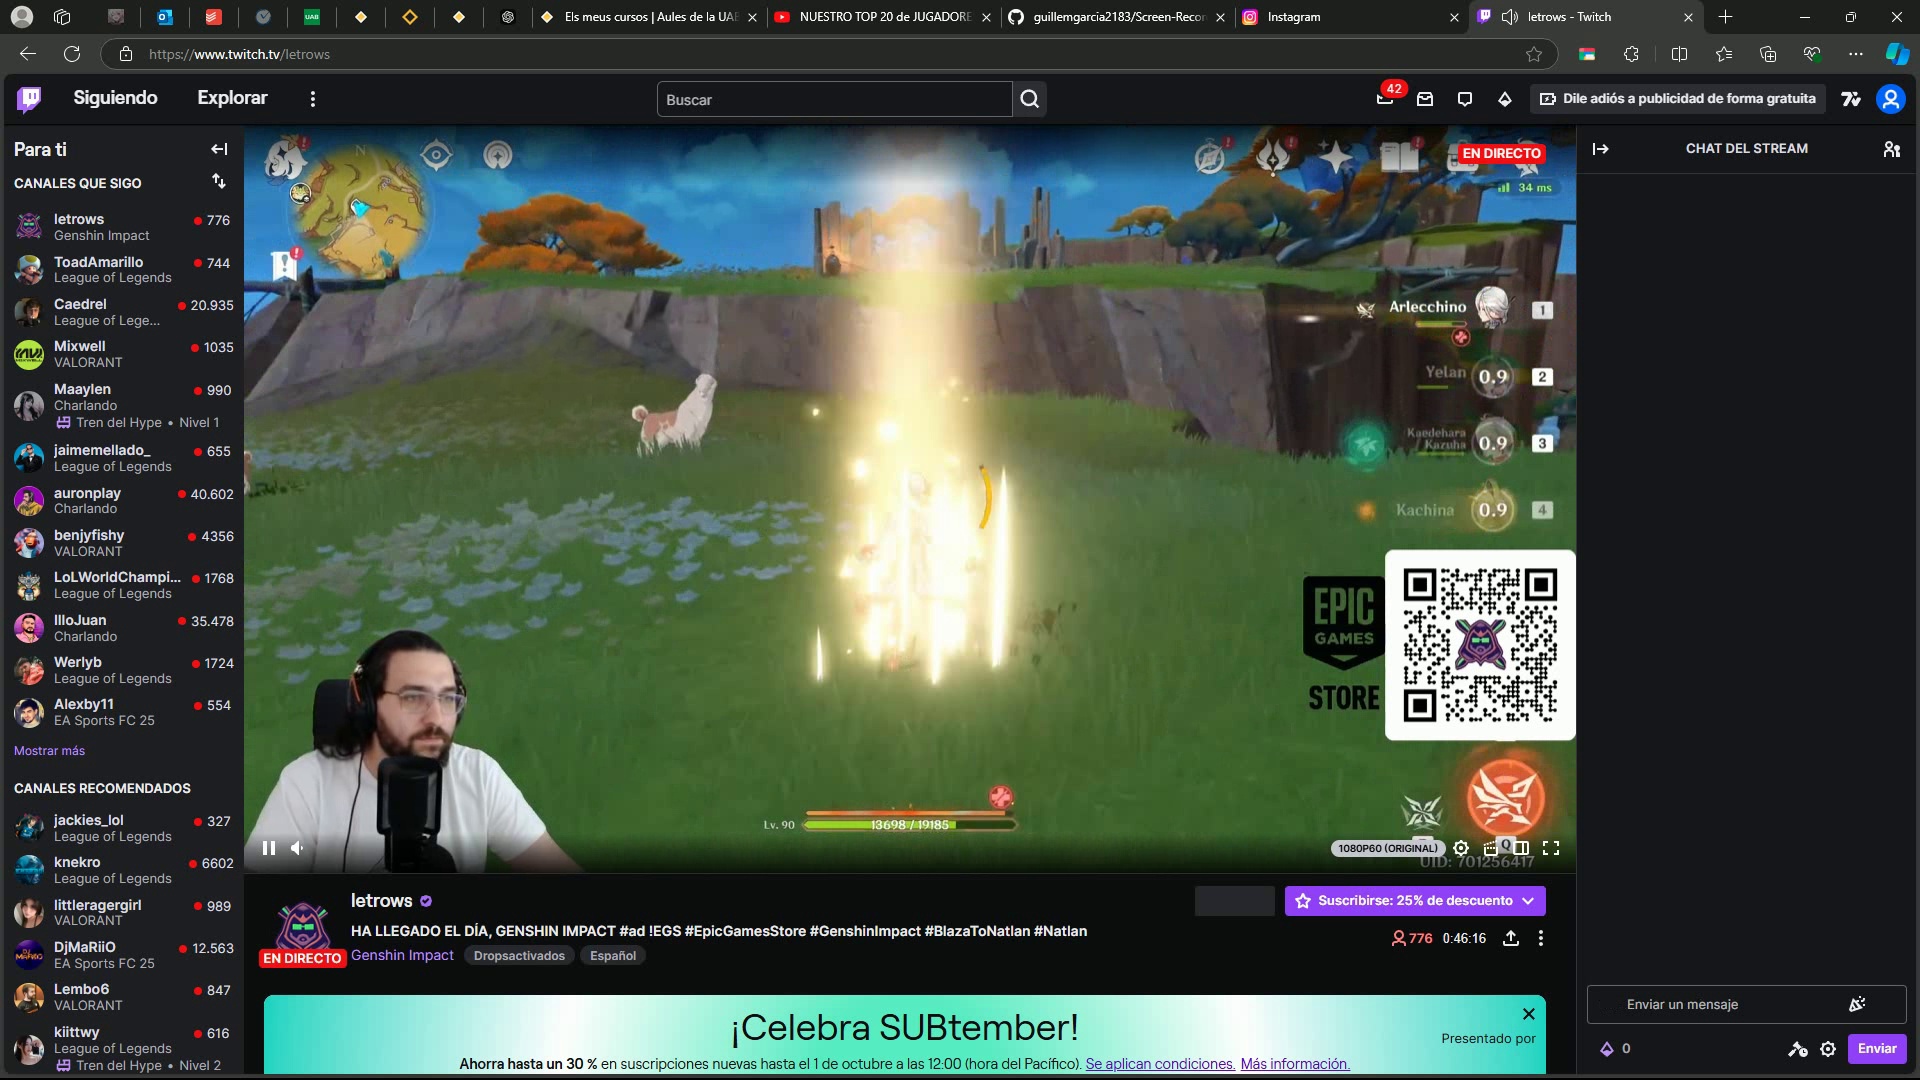 Els meus cursos | Aules de la UAB
NUESTRO TOP 20 de JUGADORE
guillemgarcia2183/Screen-Recor
Instagram
letrows - Twitch
https://www.twitch.tv/letrows
Siguiendo
Explorar
Buscar
42
Dile adiós a publicidad de forma gratuita
Para ti
CANALES QUE SIGO
letrows
776
Genshin Impact
ToadAmarillo
744
League of Legends
Caedrel
20.935
League of Lege...
Mixwell
1035
VALORANT
Maaylen
990
Charlando
Tren del Hype • Nivel 1
jaimemellado_
655
League of Legends
auronplay
40.602
Charlando
benjyfishy
4356
VALORANT
LoLWorldChampi...
1768
League of Legends
IlloJuan
35.478
Charlando
Werlyb
1724
League of Legends
Alexby11
554
EA Sports FC 25
Mostrar más
CANALES RECOMENDADOS
jackies_lol
327
League of Legends
knekro
6602
League of Legends
littleragergirl
989
VALORANT
DjMaRiiO
12.563
EA Sports FC 25
Lembo6
847
VALORANT
kiittwy
616
League of Legends
Tren del Hype • Nivel 2
N
EN DIRECTO
34 ms
Arlecchino
1
Yelan
0.9
2
Kaedehara
Kazuha
0.9
3
Kachina
0.9
4
EPIC
GAMES
STORE
Lv. 90
13698 / 19185
1080P60 (ORIGINAL)
Q
UID: 701256417
letrows
HA LLEGADO EL DÍA, GENSHIN IMPACT #ad !EGS #EpicGamesStore #GenshinImpact #BlazaToNatlan #Natlan
EN DIRECTO
Genshin Impact
Dropsactivados
Español
Suscribirse: 25% de descuento
776
0:46:16
¡Celebra SUBtember!
Presentado por
Ahorra hasta un 30 % en suscripciones nuevas hasta el 1 de octubre a las 12:00 (hora del Pacífico). Se aplican condiciones. Más información.
CHAT DEL STREAM
Enviar un mensaje
0
Enviar